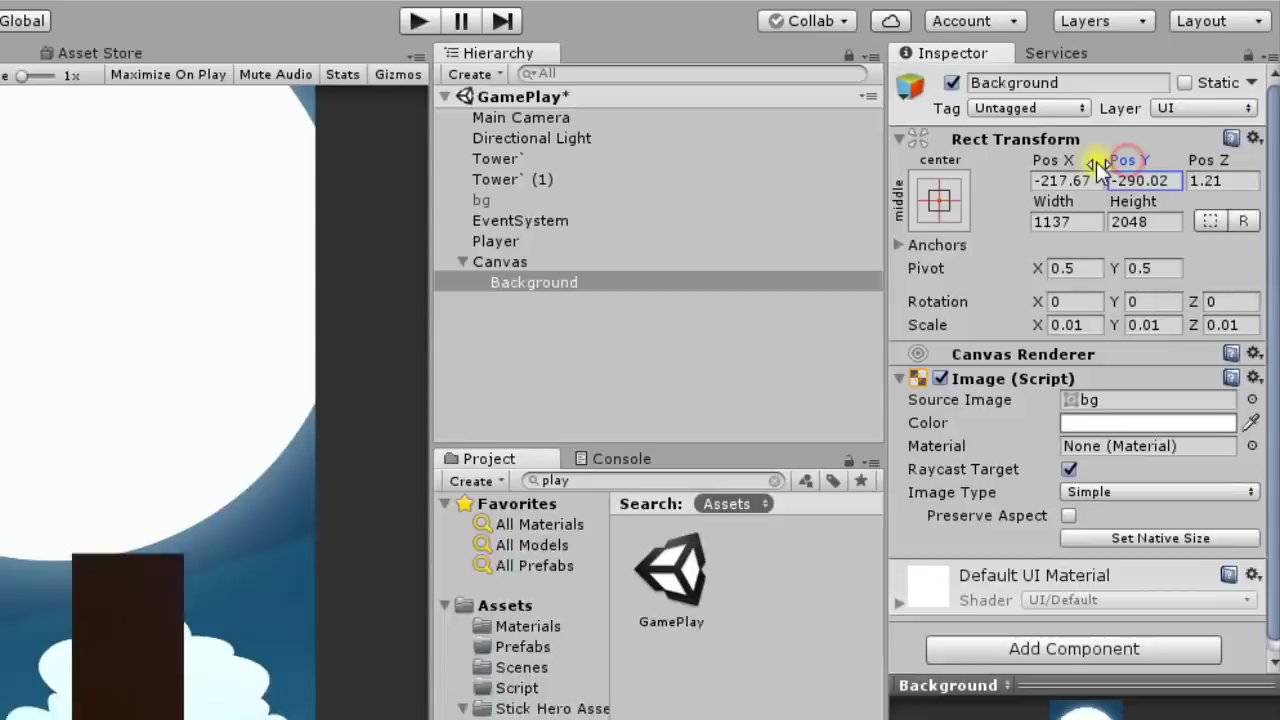 Global
Collab
Account
Layers
Layout
Asset Store
Hierarchy
Inspector
Services
e
1x
Maximize On Play
Mute Audio
Stats
Gizmos
Create
All
Background
Static
GamePlay*
Tag
Untagged
Layer
UI
Main Camera
Directional Light
Tower`
Tower` (1)
bg
EventSystem
Player
Canvas
Background
Rect Transform
center
middle
Pos X
Pos Y
Pos Z
-217.67
-290.02
1.21
Width
Height
1137
2048
R
Anchors
Pivot
X 0.5
Y 0.5
Rotation
X 0
Y 0
Z 0
Scale
X 0.01
Y 0.01
Z 0.01
Canvas Renderer
Image (Script)
Source Image
bg
Color
Material
None (Material)
Raycast Target
Image Type
Simple
Preserve Aspect
Set Native Size
Default UI Material
Shader
UI/Default
Add Component
Background
Project
Console
Create
play
Favorites
All Materials
All Models
All Prefabs
Assets
Materials
Prefabs
Scenes
Script
Stick Hero Asse
Search:
Assets
GamePlay